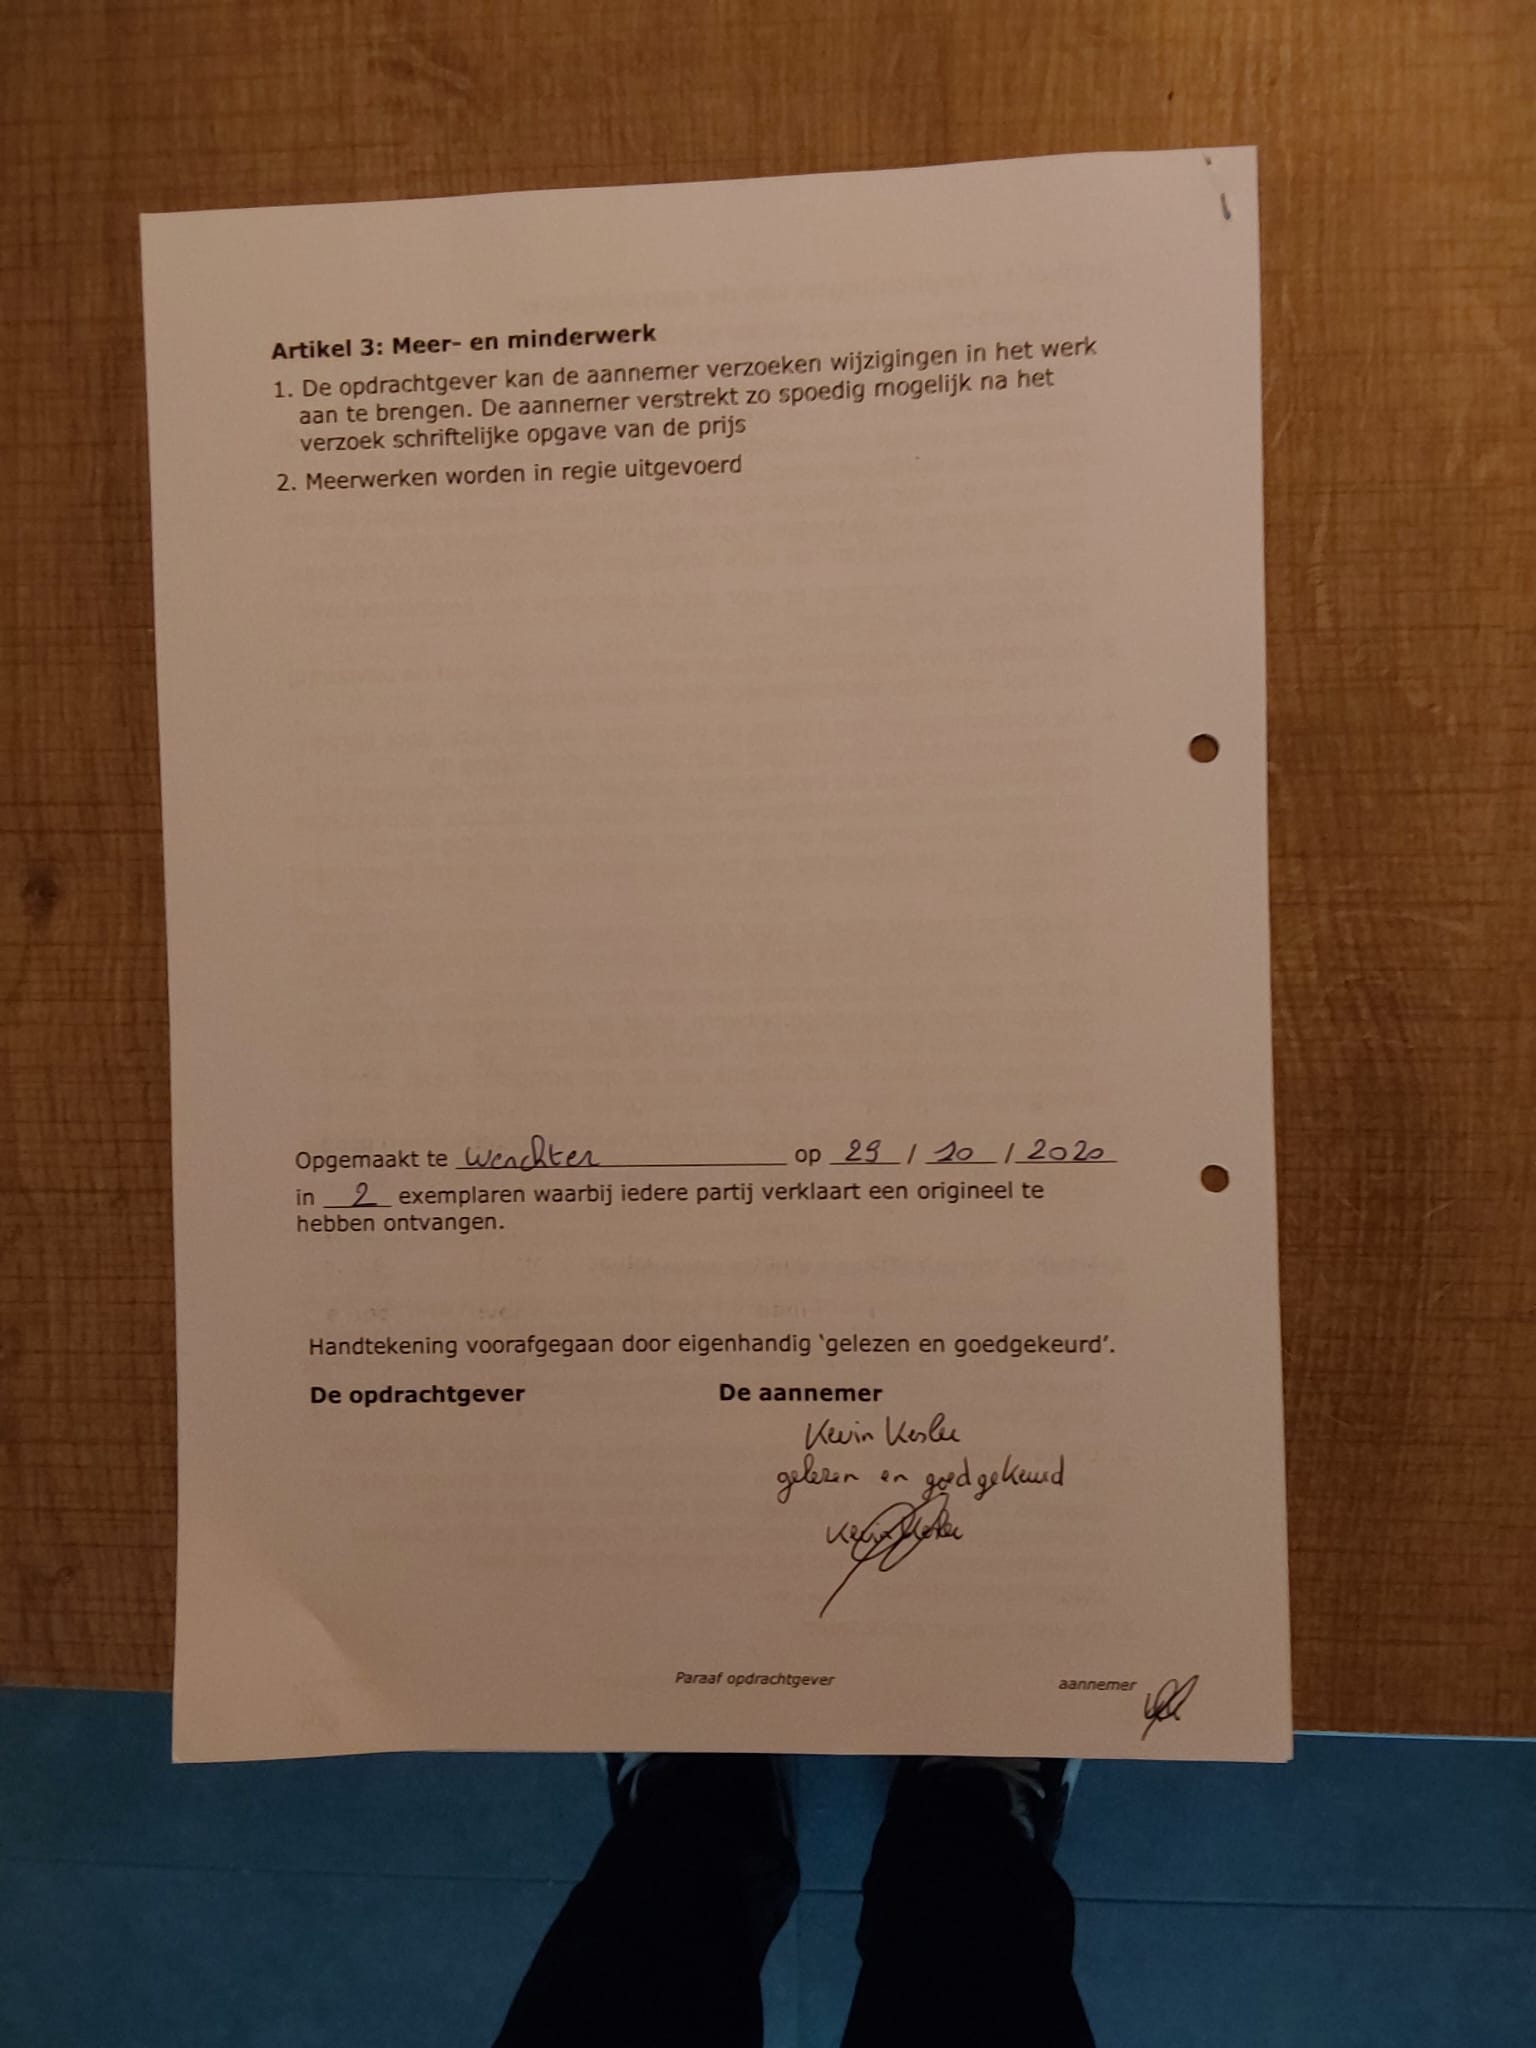 Artikel 3: Meer- en minderwerk
1. De opdrachtgever kan de aannemer verzoeken wijzigingen in het werk
aan te brengen. De aannemer verstrekt zo spoedig mogelijk na het
verzoek schriftelijke opgave van de prijs
2. Meerwerken worden in regie uitgevoerd
Opgemaakt te Werchter op 29 / 10 / 2020
in 2 exemplaren waarbij iedere partij verklaart een origineel te
hebben ontvangen.
Handtekening voorafgegaan door eigenhandig ‘gelezen en goedgekeurd’.
De opdrachtgever De aannemer
Kevin
gelezen en goedgekeurd
Paraaf opdrachtgever aannemer